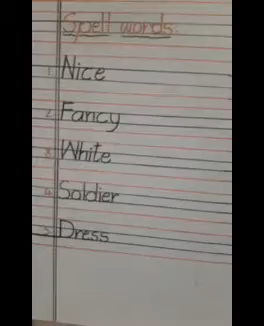 Spell words
1. Nice
2. Fancy
3. White
4. Soldier
5. Dress